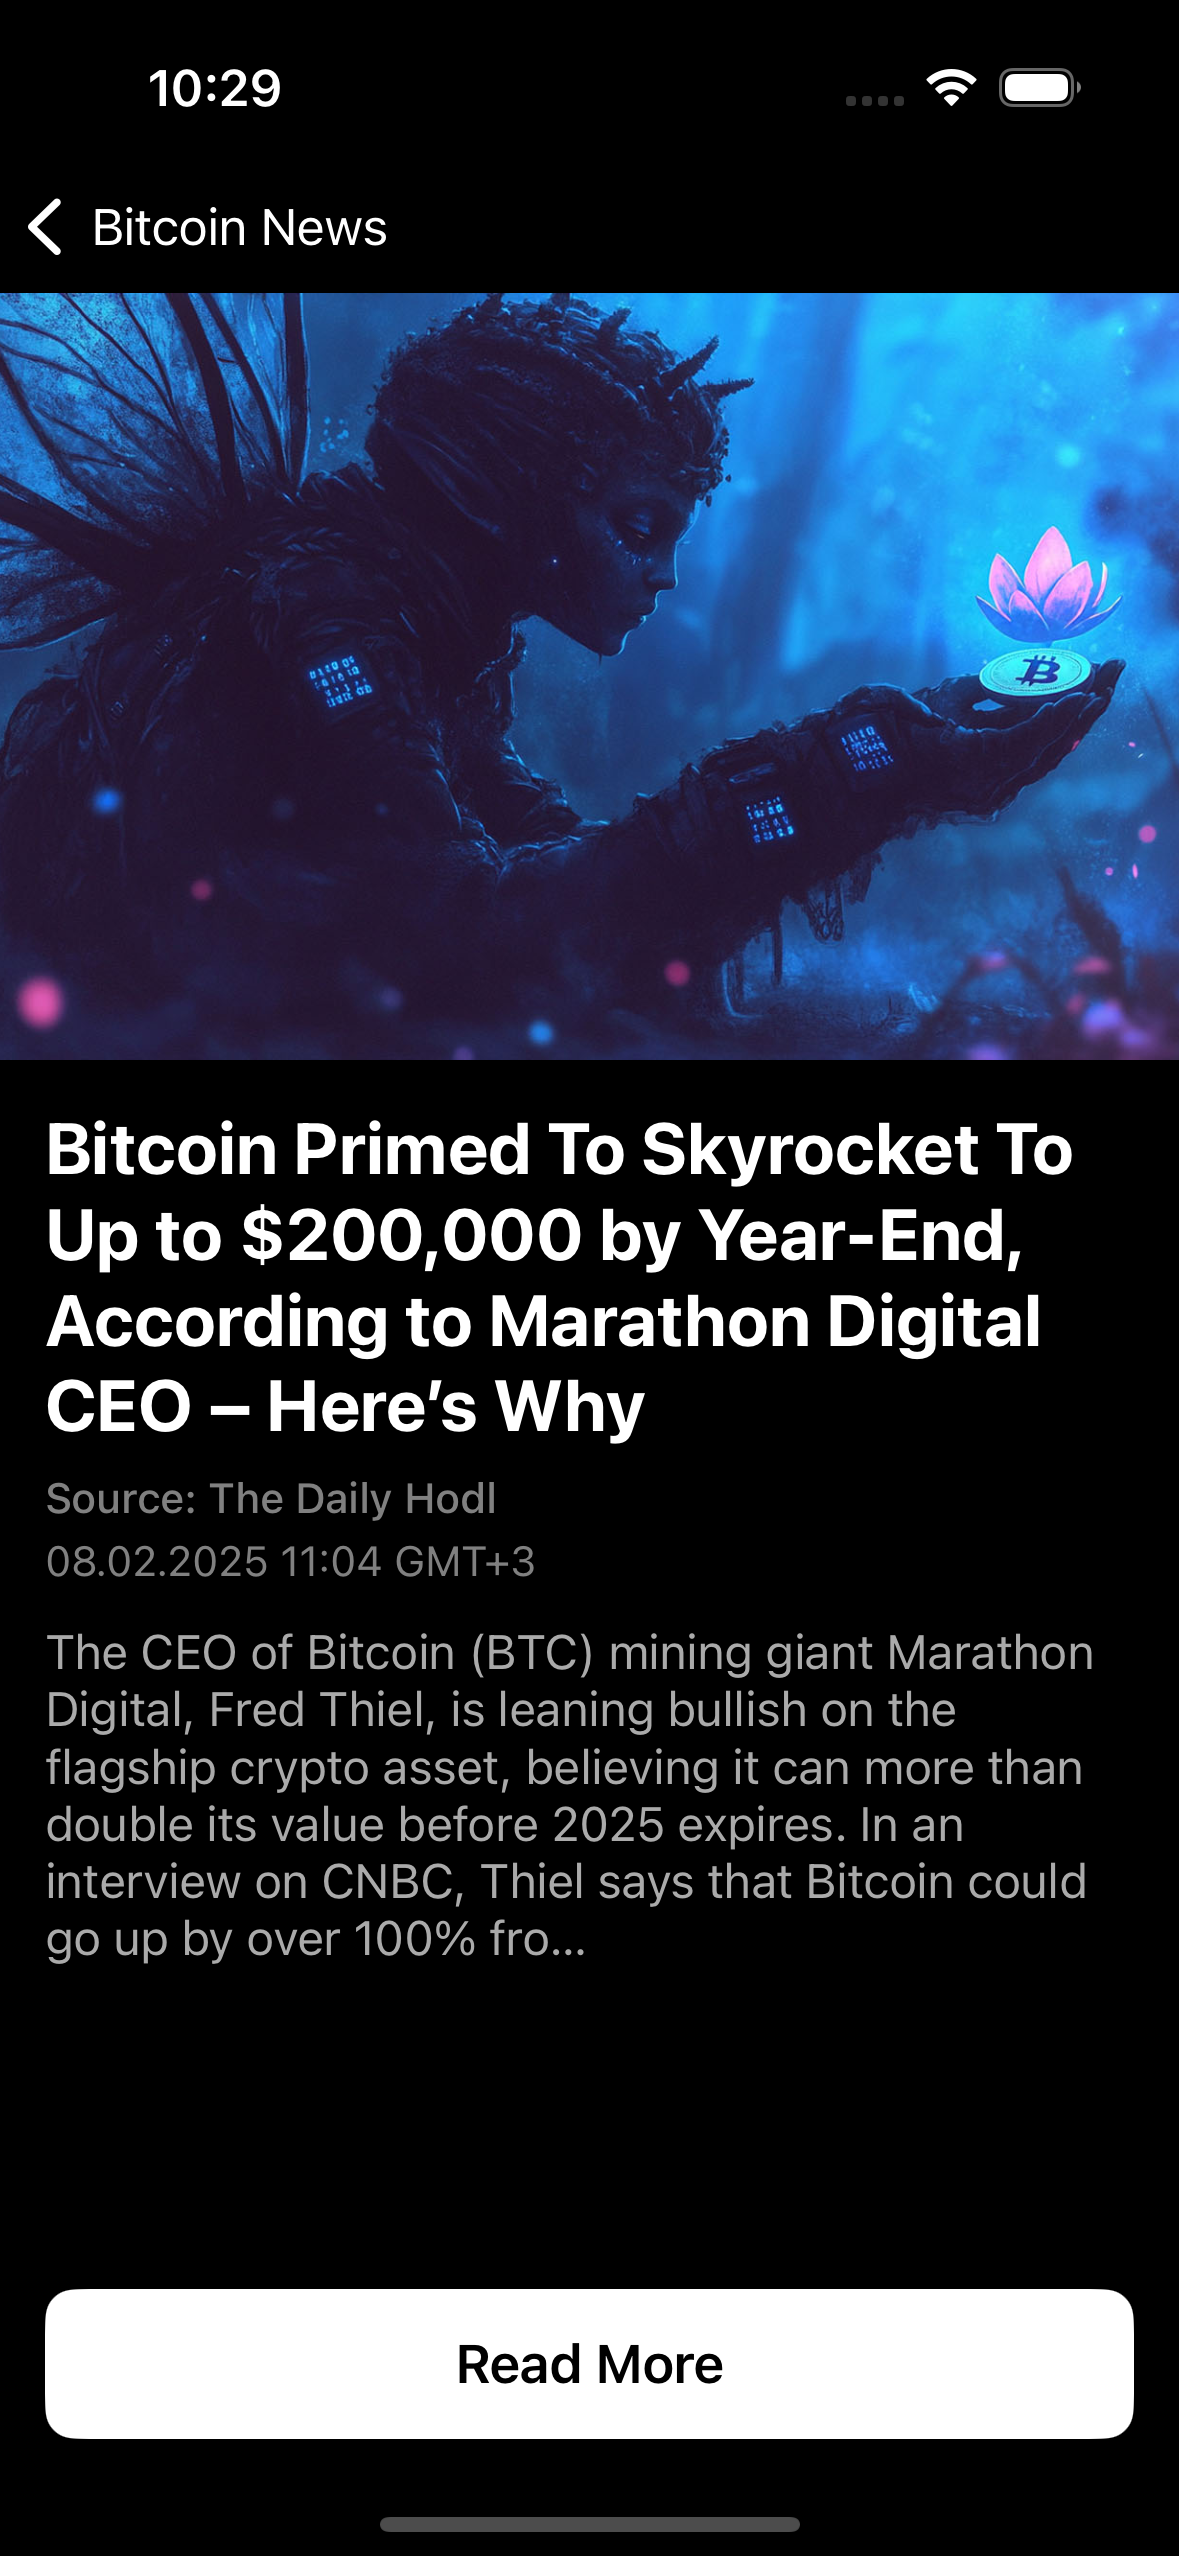 10:29
Bitcoin News
Bitcoin Primed To Skyrocket To
Up to $200,000 by Year-End,
According to Marathon Digital
CEO – Here’s Why
Source: The Daily Hodl
08.02.2025 11:04 GMT+3
The CEO of Bitcoin (BTC) mining giant Marathon
Digital, Fred Thiel, is leaning bullish on the
flagship crypto asset, believing it can more than
double its value before 2025 expires. In an
interview on CNBC, Thiel says that Bitcoin could
go up by over 100% fro...
Read More